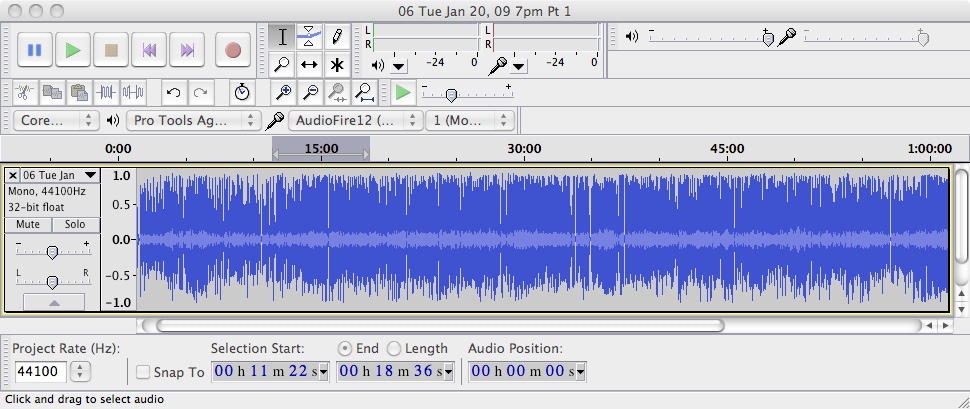 06 Tue Jan 20, 09 7pm Pt 1
L
R
-24 0
-24 0
- +
- +
- +
Core... Pro Tools Ag... AudioFire12 (... 1 (Mo...
0:00 15:00 30:00 45:00 1:00:00
X 06 Tue Jan
Mono, 44100Hz
32-bit float
Mute Solo
- +
L R
1.0
0.5-
0.0-
-0.5-
-1.0
Project Rate (Hz): Selection Start: End Length Audio Position:
44100 Snap To 00 h 11 m 22 s 00 h 18 m 36 s 00 h 00 m 00 s
Click and drag to select audio